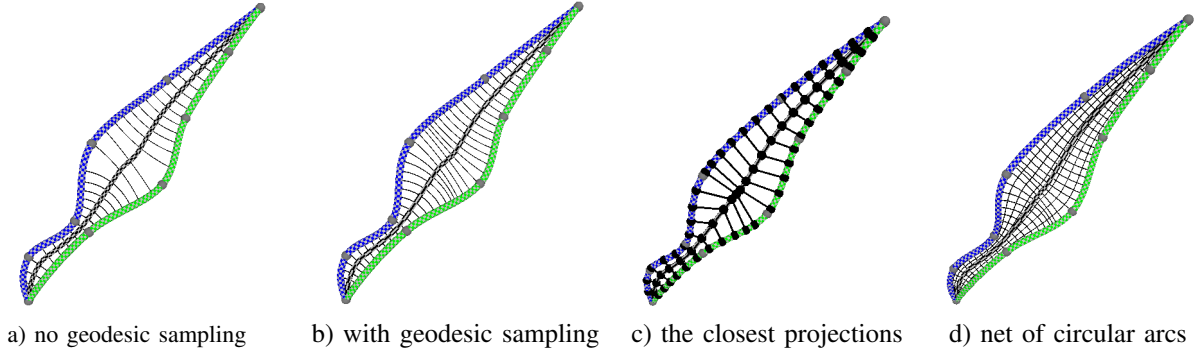 a) no geodesic sampling
b) with geodesic sampling
c) the closest projections
d) net of circular arcs